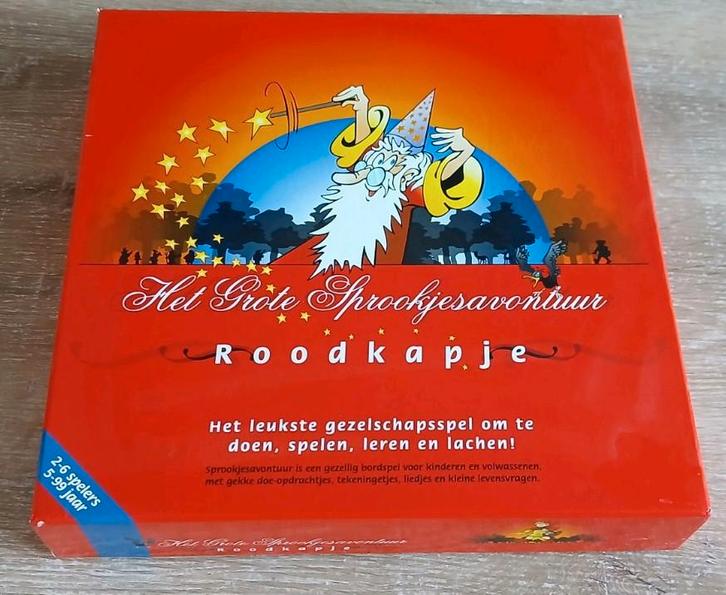 Het Grote Sprookjesavontuur
Roodkapje
Het leukste gezelschapsspel om te
doen, spelen, leren en lachen!
Sprookjesavontuur is een gezellig bordspel voor kinderen en volwassenen,
met gekke doe-opdrachtjes, tekeningetjes, liedjes en kleine levensvragen.
2-6 spelers
5-99 jaar
Het Grote Sprookjesavontuur
Roodkapje